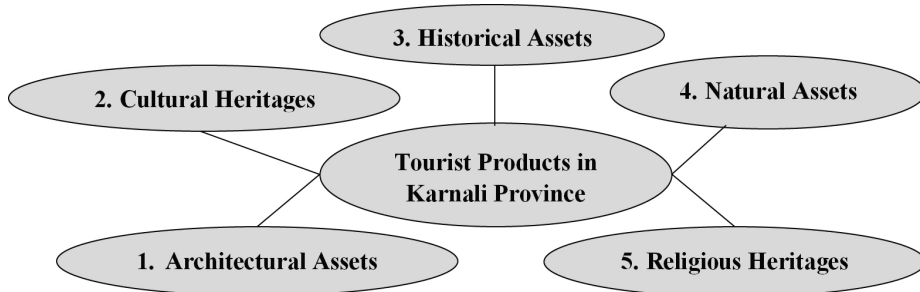 3. Historical Assets
2. Cultural Heritages
4. Natural Assets
Tourist Products in
Karnali Province
1. Architectural Assets
5. Religious Heritages